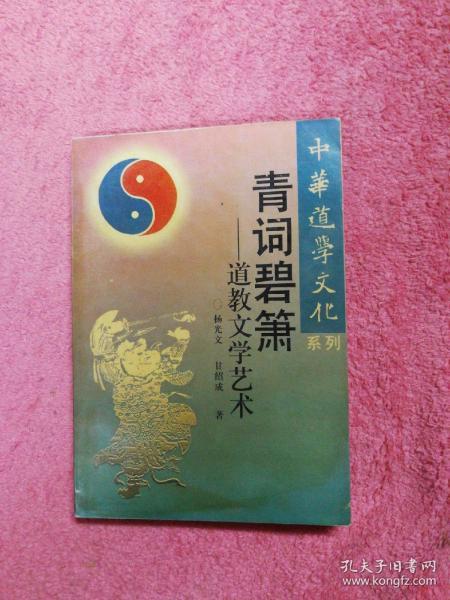 中華道學文化
系列
青词碧箫
——道教文学艺术
○杨光文 甘绍成 著
孔夫子旧书网
www.kongfz.com